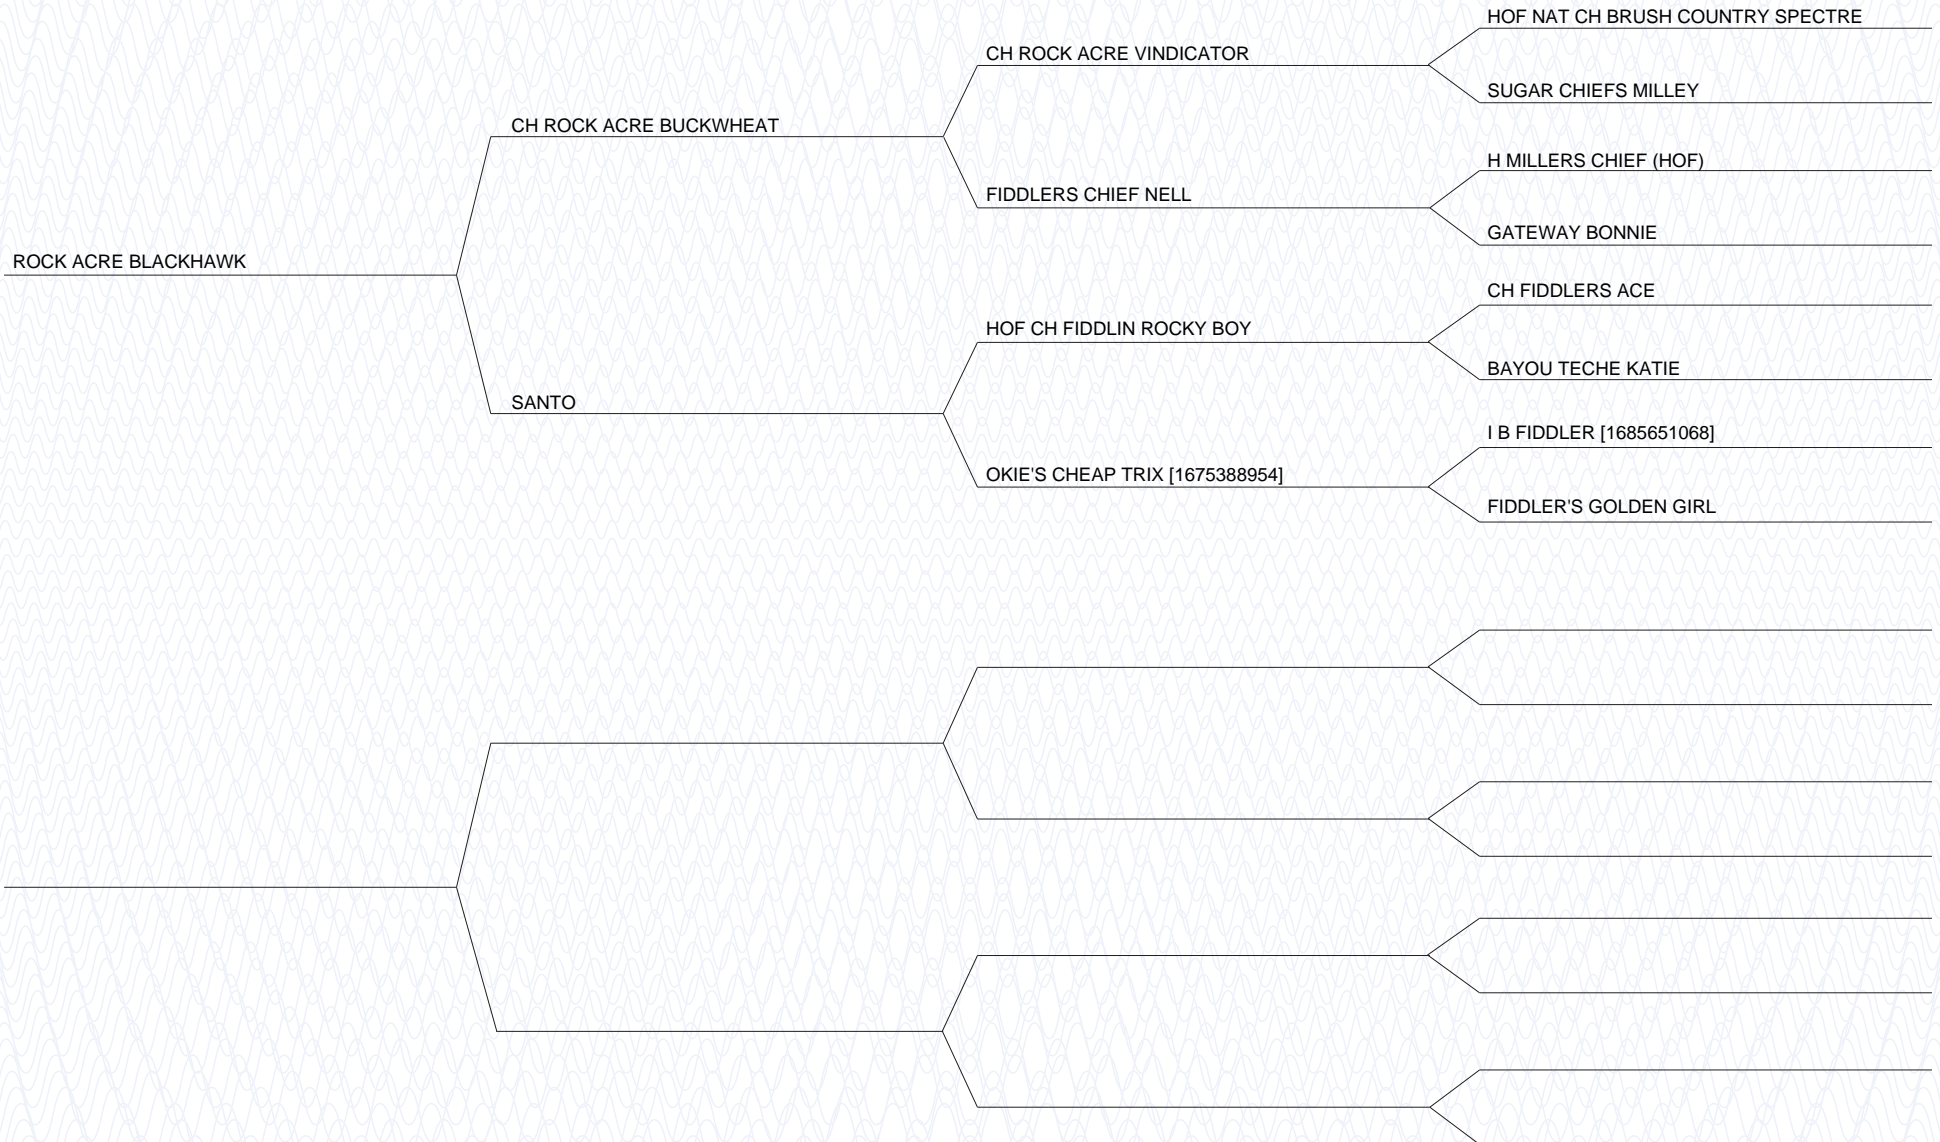 HOF NAT CH BRUSH COUNTRY SPECTRE
CH ROCK ACRE VINDICATOR
SUGAR CHIEFS MILLEY
CH ROCK ACRE BUCKWHEAT
H MILLERS CHIEF (HOF)
FIDDLERS CHIEF NELL
GATEWAY BONNIE
ROCK ACRE BLACKHAWK
CH FIDDLERS ACE
HOF CH FIDDLIN ROCKY BOY
BAYOU TECHE KATIE
SANTO
I B FIDDLER [1685651068]
OKIE'S CHEAP TRIX [1675388954]
FIDDLER'S GOLDEN GIRL